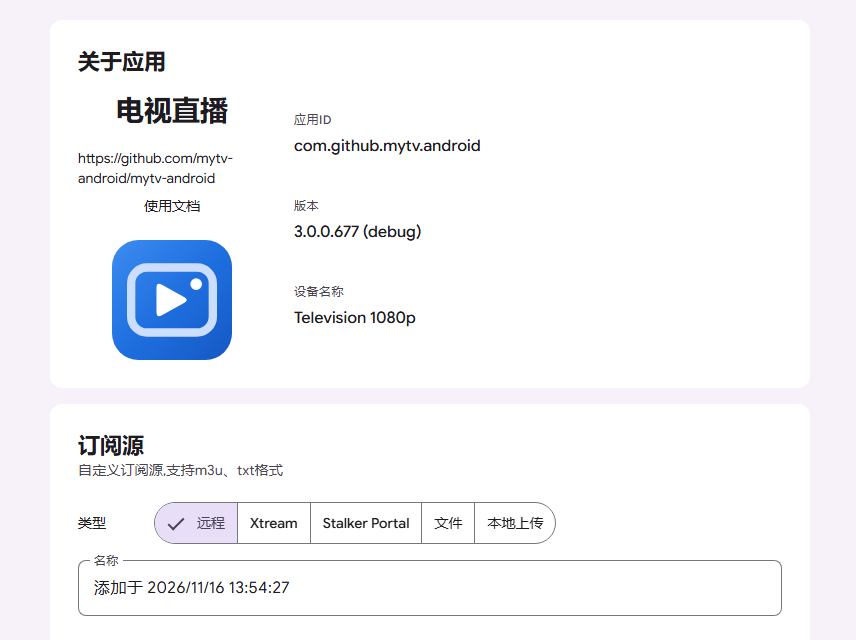 关于应用
电视直播
https://github.com/mytv-
android/mytv-android
使用文档
应用ID
com.github.mytv.android
版本
3.0.0.677 (debug)
设备名称
Television 1080p
订阅源
自定义订阅源,支持m3u、txt格式
类型
远程
Xtream
Stalker Portal
文件
本地上传
名称
添加于 2026/11/16 13:54:27